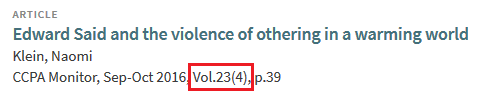 ARTICLE
Edward Said and the violence of othering in a warming world
Klein, Naomi
CCPA Monitor, Sep-Oct 2016, Vol.23(4), p.39